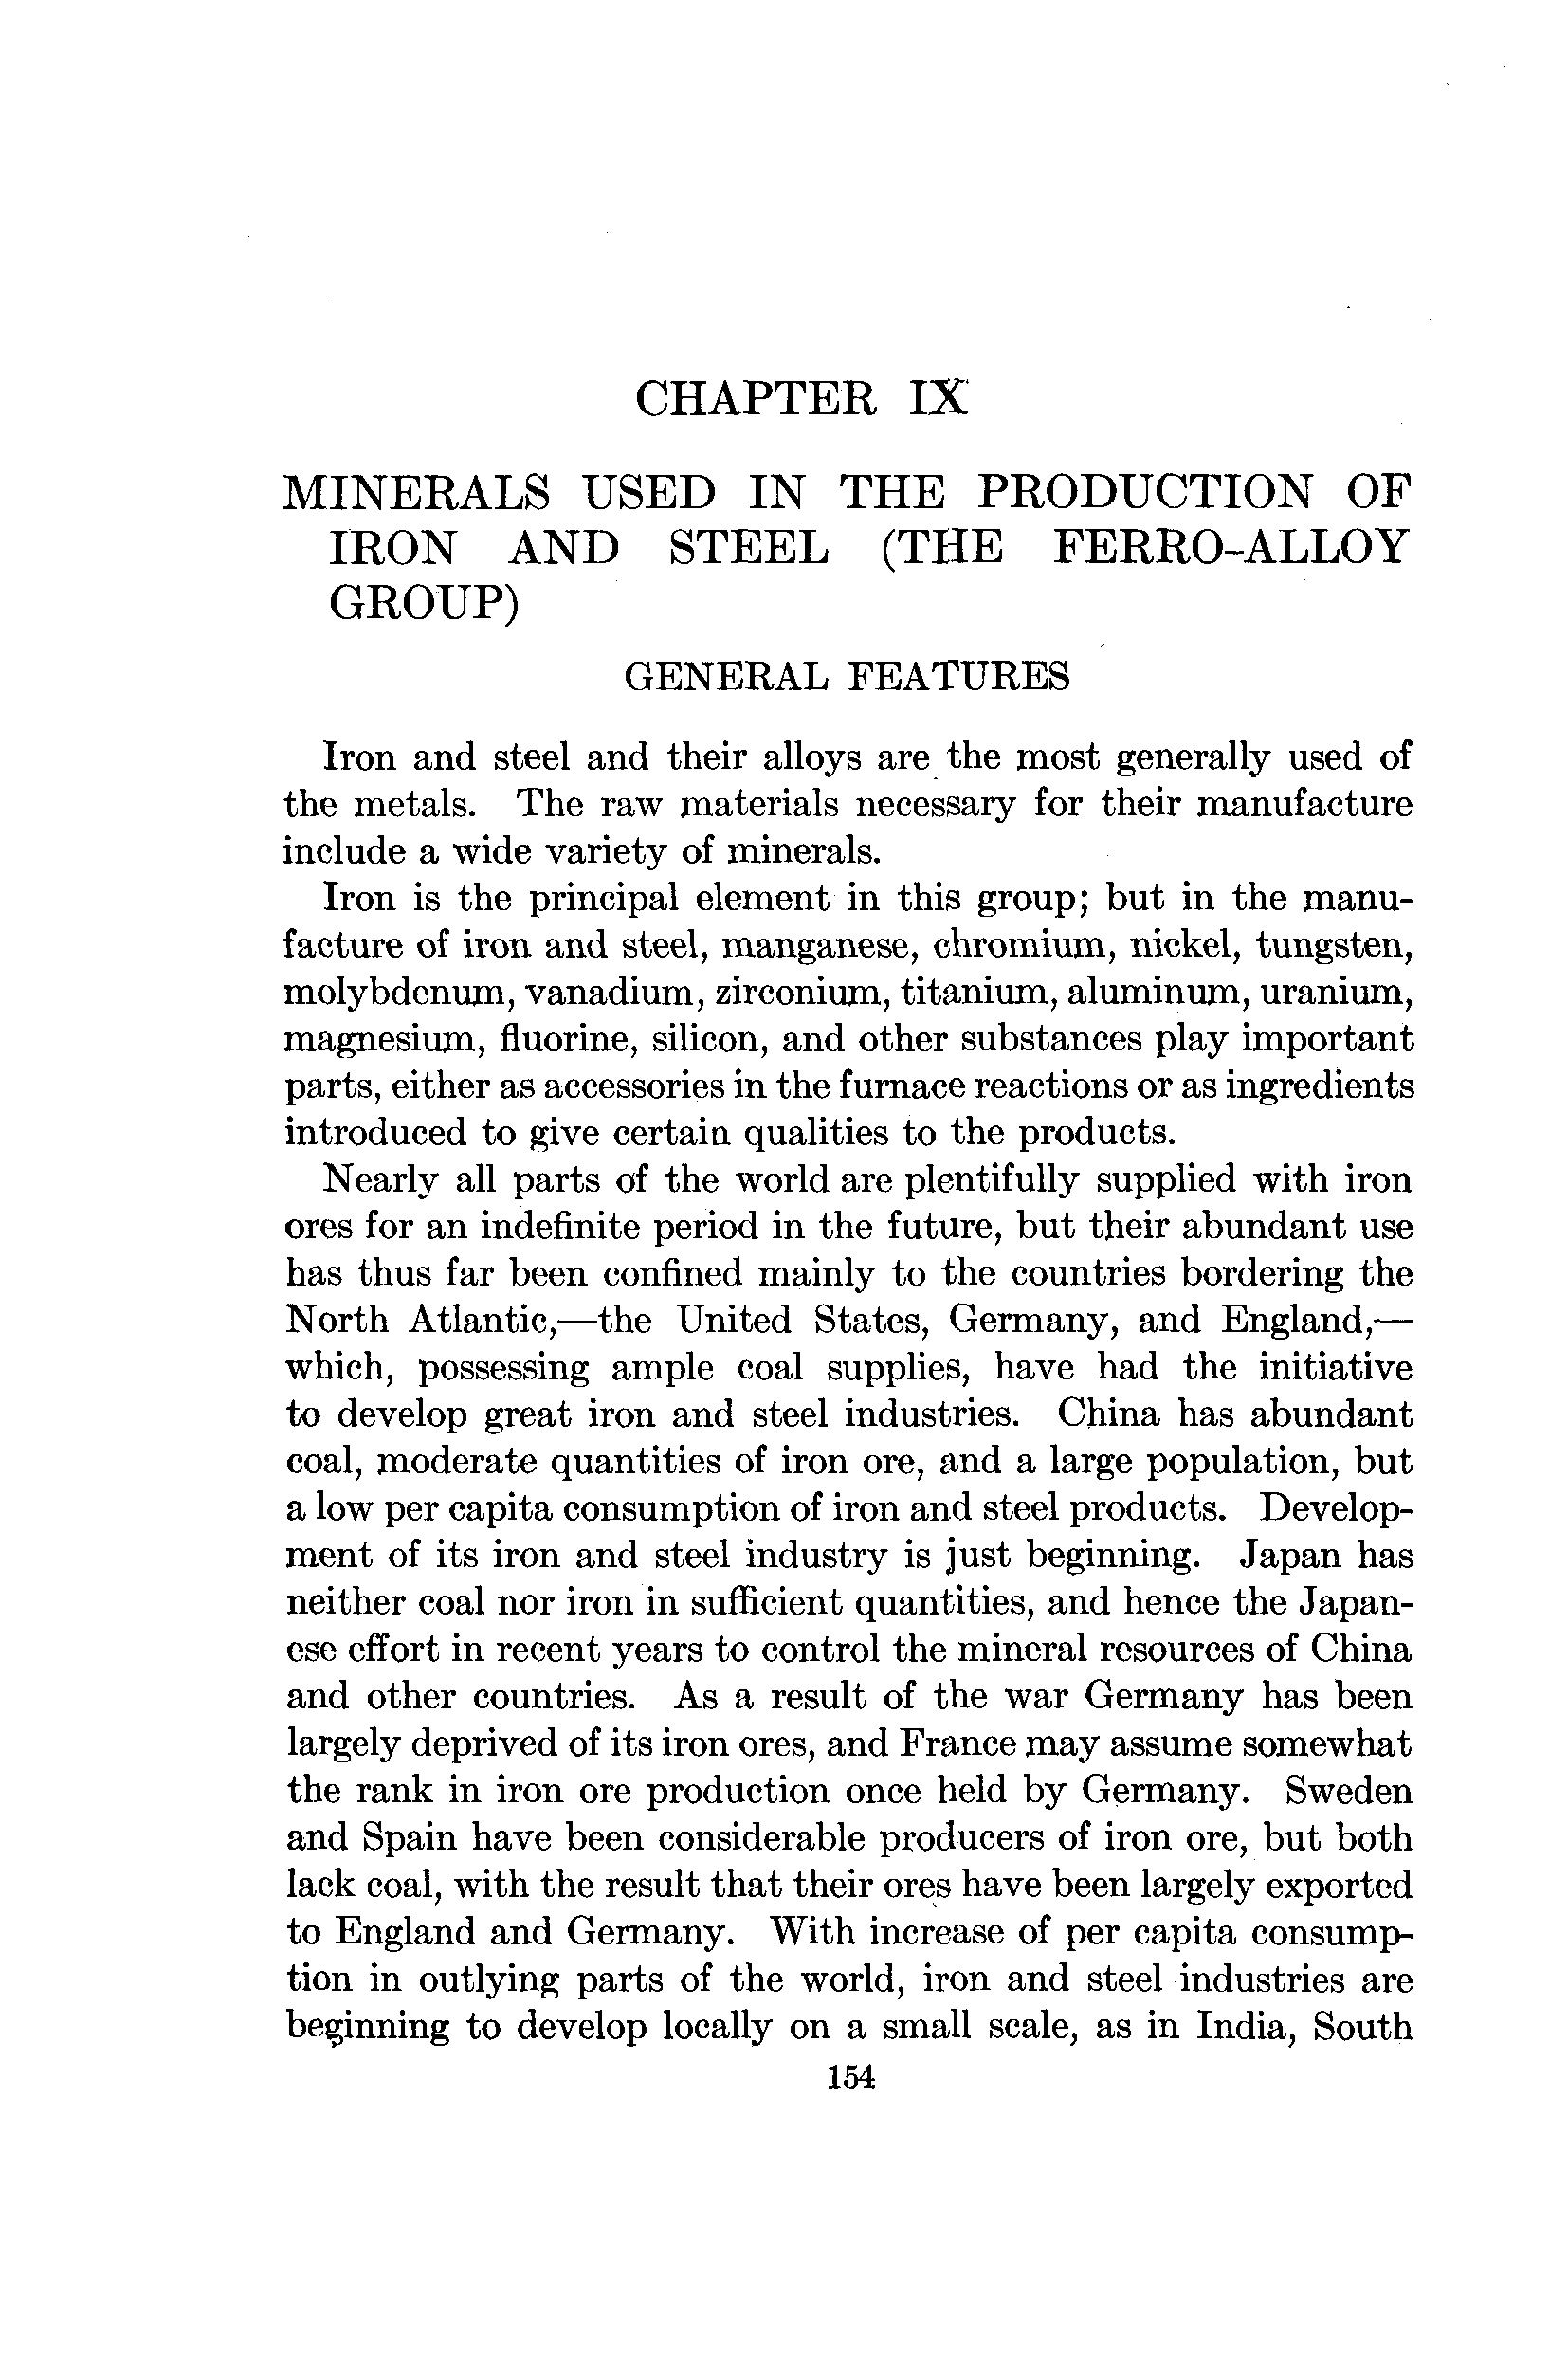 CHAPTER IX
MINERALS USED IN THE PRODUCTION OF
IRON AND STEEL (THE FERRO-ALLOY
GROUP)
GENERAL FEATURES
Iron and steel and their alloys are the most generally used of
the metals. The raw materials necessary for their manufacture
include a wide variety of minerals.
Iron is the principal element in this group; but in the manu-
facture of iron and steel, manganese, chromium, nickel, tungsten,
molybdenum, vanadium, zirconium, titanium, aluminum, uranium,
magnesium, fluorine, silicon, and other substances play important
parts, either as accessories in the furnace reactions or as ingredients
introduced to give certain qualities to the products.
Nearly all parts of the world are plentifully supplied with iron
ores for an indefinite period in the future, but their abundant use
has thus far been confined mainly to the countries bordering the
North Atlantic,—the United States, Germany, and England,—
which, possessing ample coal supplies, have had the initiative
to develop great iron and steel industries. China has abundant
coal, moderate quantities of iron ore, and a large population, but
a low per capita consumption of iron and steel products. Develop-
ment of its iron and steel industry is just beginning. Japan has
neither coal nor iron in sufficient quantities, and hence the Japan-
ese effort in recent years to control the mineral resources of China
and other countries. As a result of the war Germany has been
largely deprived of its iron ores, and France may assume somewhat
the rank in iron ore production once held by Germany. Sweden
and Spain have been considerable producers of iron ore, but both
lack coal, with the result that their ores have been largely exported
to England and Germany. With increase of per capita consump-
tion in outlying parts of the world, iron and steel industries are
beginning to develop locally on a small scale, as in India, South
154